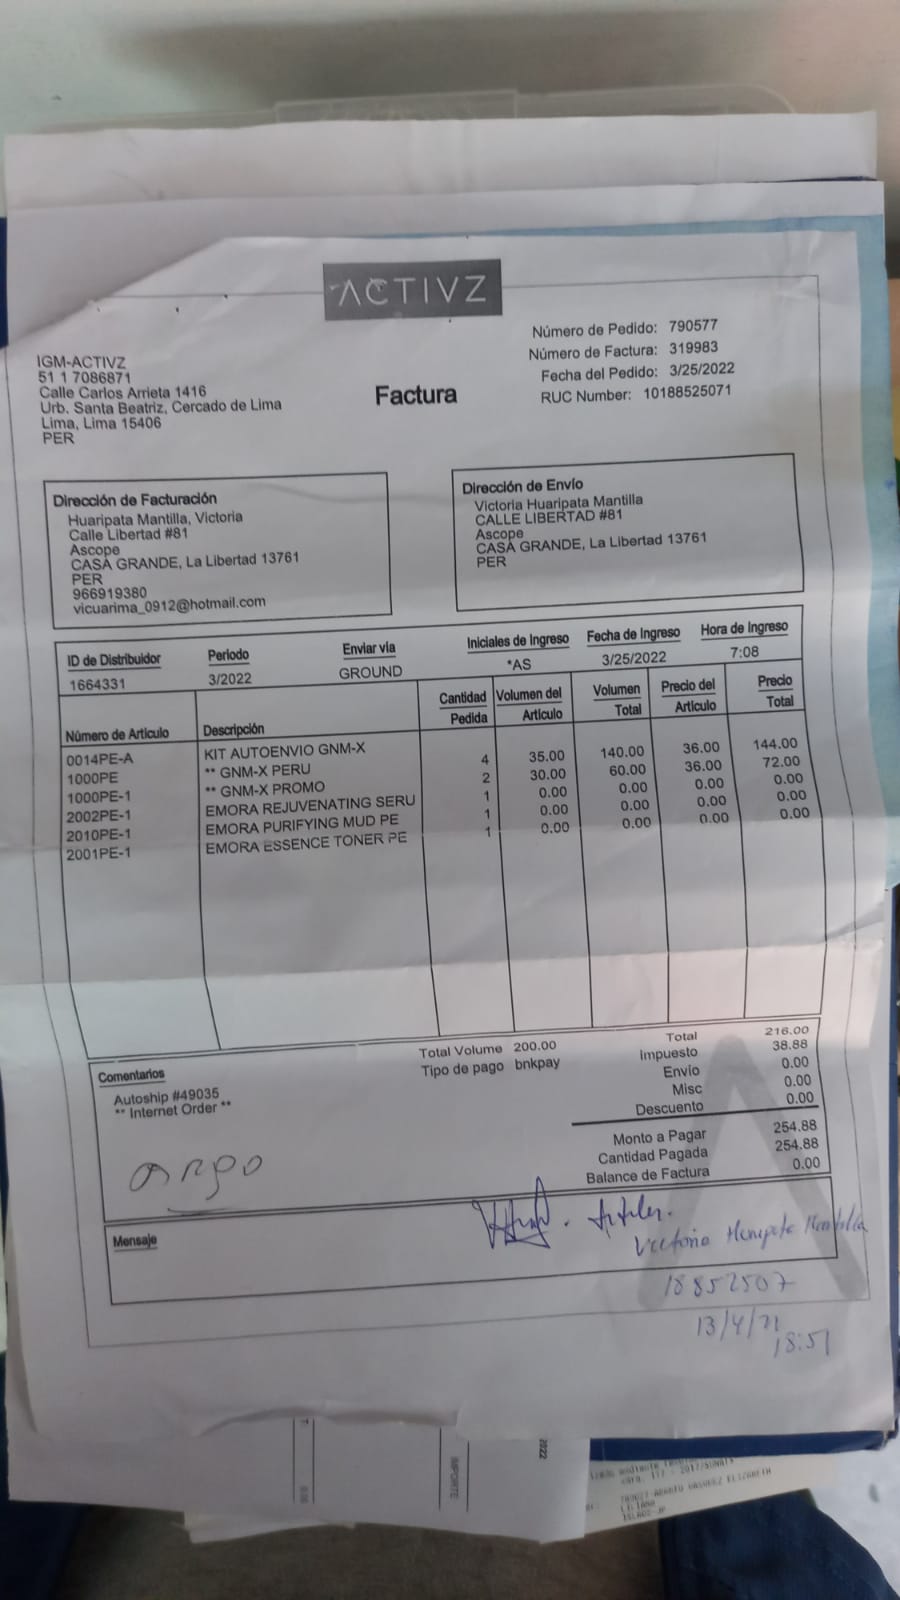 ACTIVZ
Número de Pedido: 790577
Número de Factura: 319983
Fecha del Pedido: 3/25/2022
RUC Number: 10188525071
IGM-ACTIVZ
51 1 7086871
Calle Carlos Arrieta 1416
Urb. Santa Beatriz, Cercado de Lima
Lima, Lima 15406
PER
Factura
Dirección de Facturación
Huaripata Mantilla, Victoria
Calle Libertad #81
Ascope
CASA GRANDE, La Libertad 13761
PER
966919380
vicuarima_0912@hotmail.com
Dirección de Envío
Victoria Huaripata Mantilla
CALLE LIBERTAD #81
Ascope
CASA GRANDE, La Libertad 13761
PER
ID de Distribuidor Periodo Enviar vía Iniciales de Ingreso Fecha de Ingreso Hora de Ingreso
1664331 3/2022 GROUND *AS 3/25/2022 7:08
Número de Artículo Descripción Cantidad Pedida Volumen del Artículo Volumen Total Precio del Artículo Precio Total
0014PE-A KIT AUTOENVIO GNM-X 4 35.00 140.00 36.00 144.00
1000PE ** GNM-X PERU 2 30.00 60.00 36.00 72.00
1000PE-1 ** GNM-X PROMO 1 0.00 0.00 0.00 0.00
2002PE-1 EMORA REJUVENATING SERU 1 0.00 0.00 0.00 0.00
2010PE-1 EMORA PURIFYING MUD PE 1 0.00 0.00 0.00 0.00
2001PE-1 EMORA ESSENCE TONER PE
Total Volume 200.00
Tipo de pago bnkpay
Total 216.00
Impuesto 38.88
Envío 0.00
Misc 0.00
Descuento 0.00
Monto a Pagar 254.88
Cantidad Pagada 254.88
Balance de Factura 0.00
Comentarios
Autoship #49035
** Internet Order **
Mensaje
18852507
18:51
2022
IMPORTE